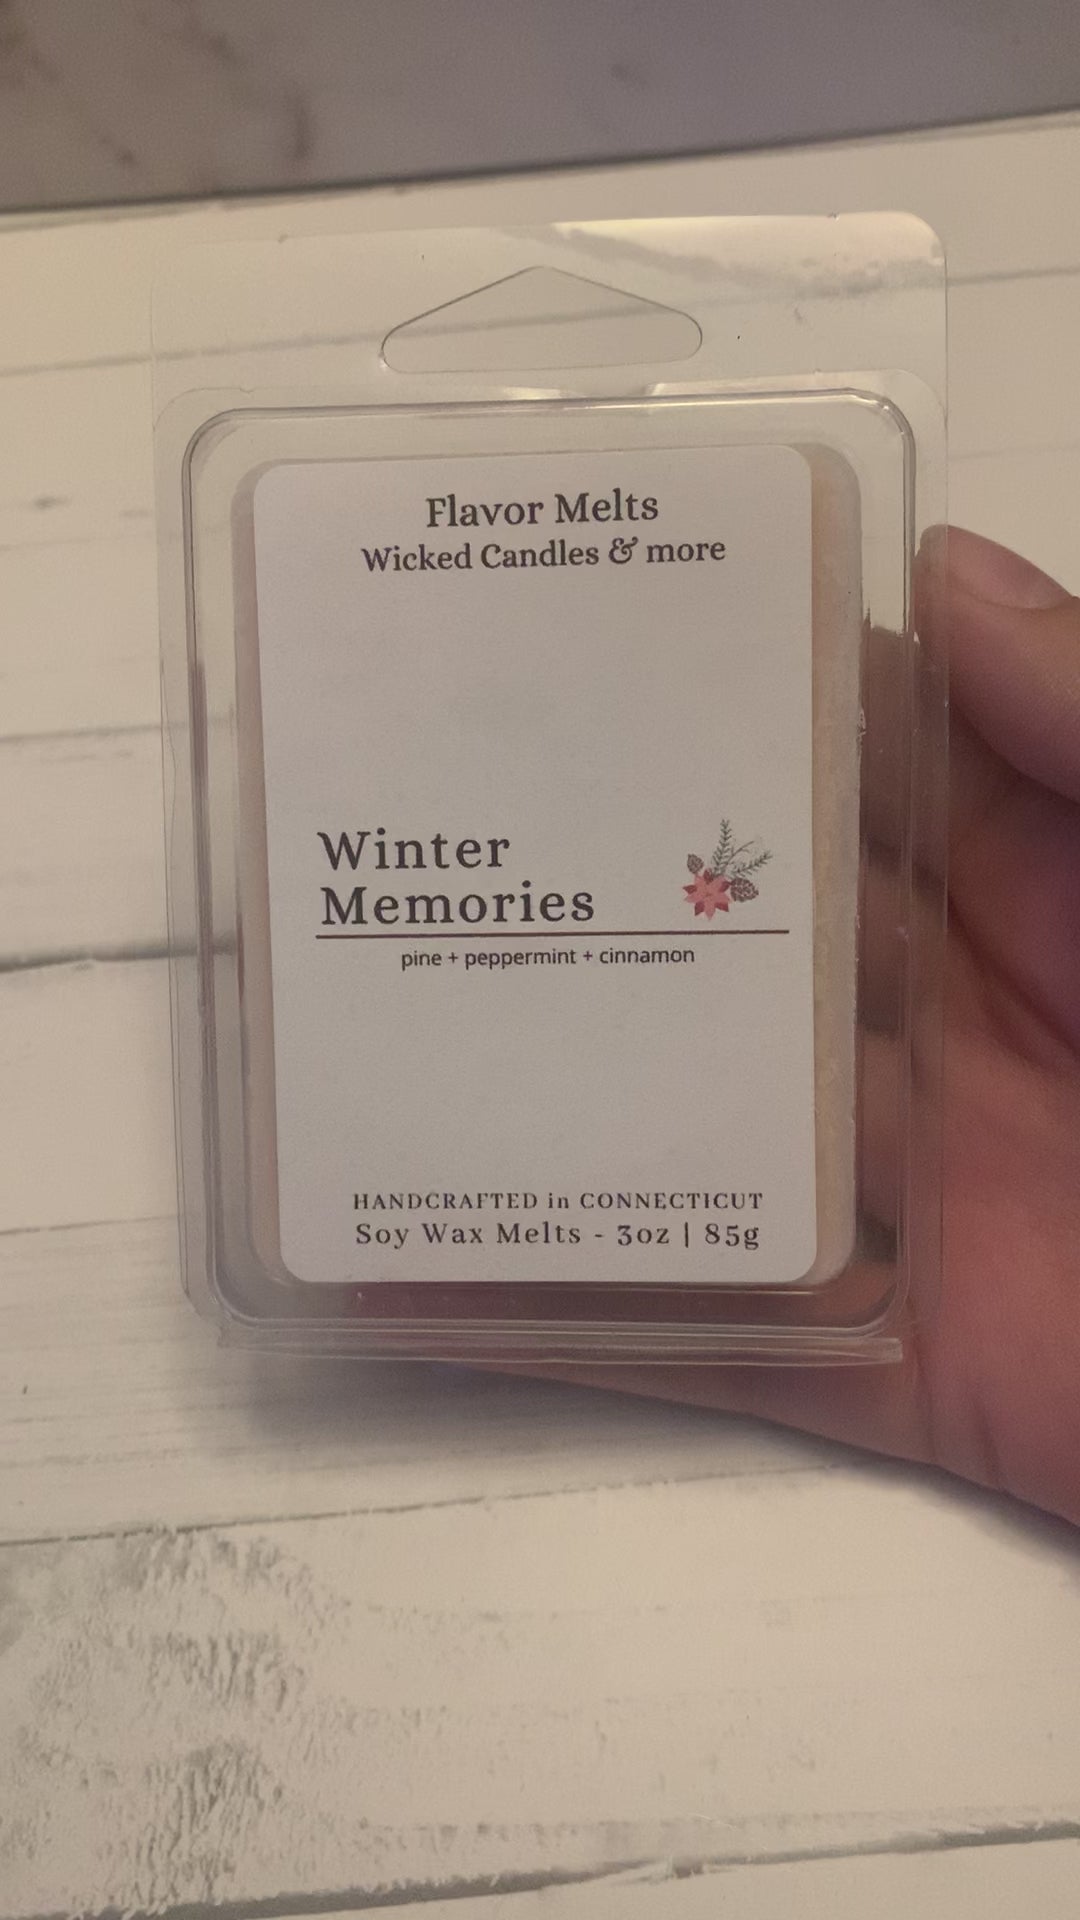 Flavor Melts
Wicked Candles & more
Winter
Memories
pine + peppermint + cinnamon
HANDCRAFTED in CONNECTICUT
Soy Wax Melts - 3oz | 85g